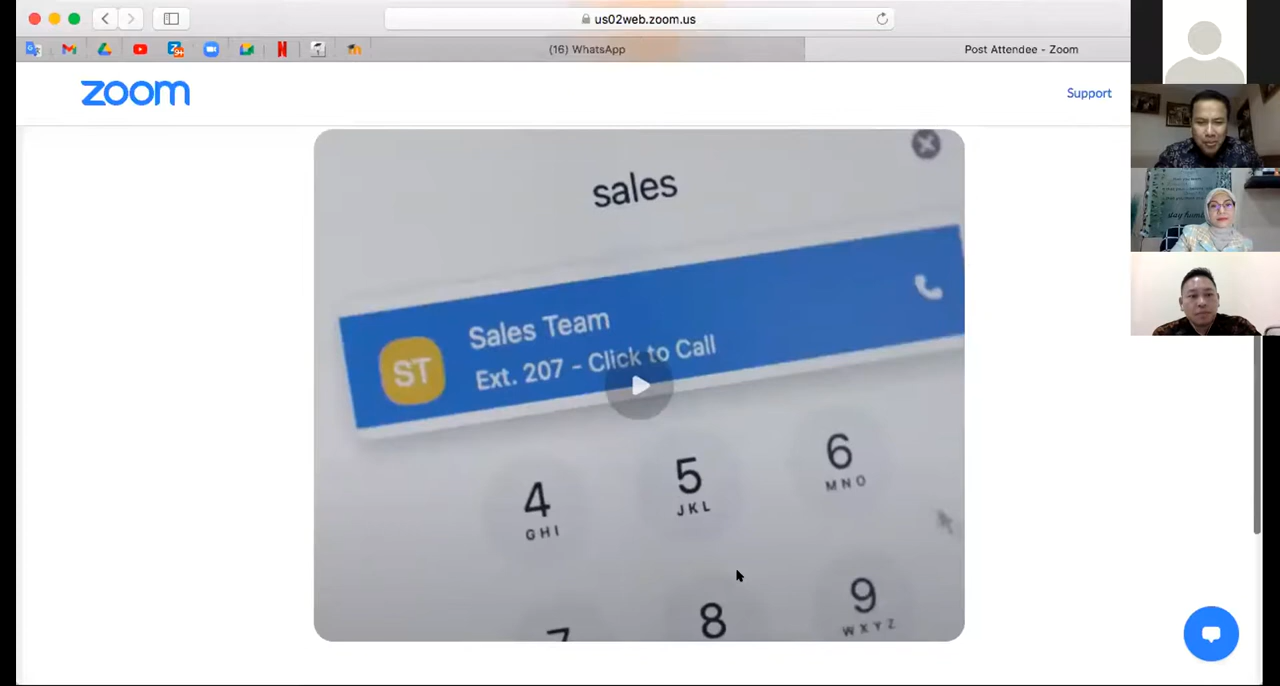 us02web.zoom.us
(16) WhatsApp
Post Attendee - Zoom
zoom
Support
sales
ST
Sales Team
Ext. 207 - Click to Call
4
GHI
5
JKL
6
MNO
7
8
9
WXYZ